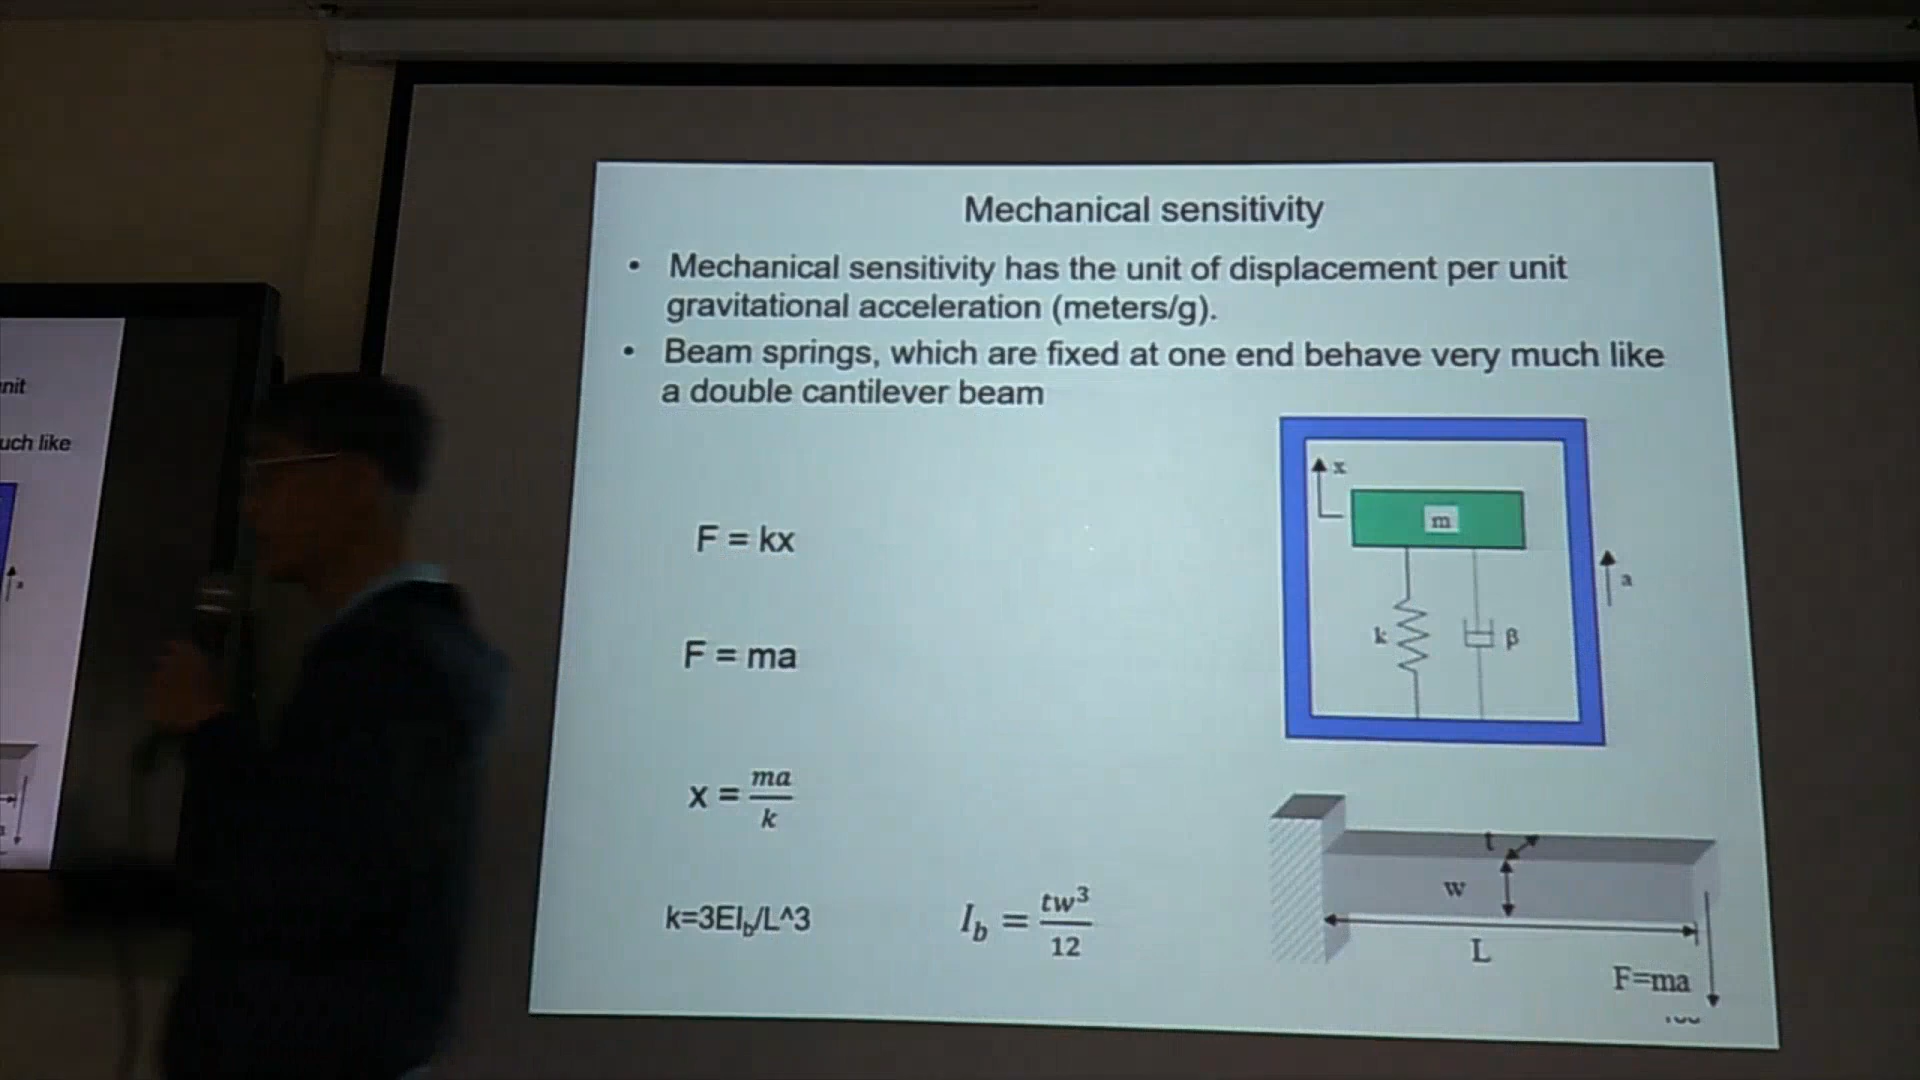 Mechanical sensitivity
• Mechanical sensitivity has the unit of displacement per unit
gravitational acceleration (meters/g).
• Beam springs, which are fixed at one end behave very much like
a double cantilever beam
F = kx
F = ma
x = ma/k
k=3EI_b/L^3
I_b = tw³/12
x
m
a
k
β
t
w
L
F=ma
nit
uch like
a